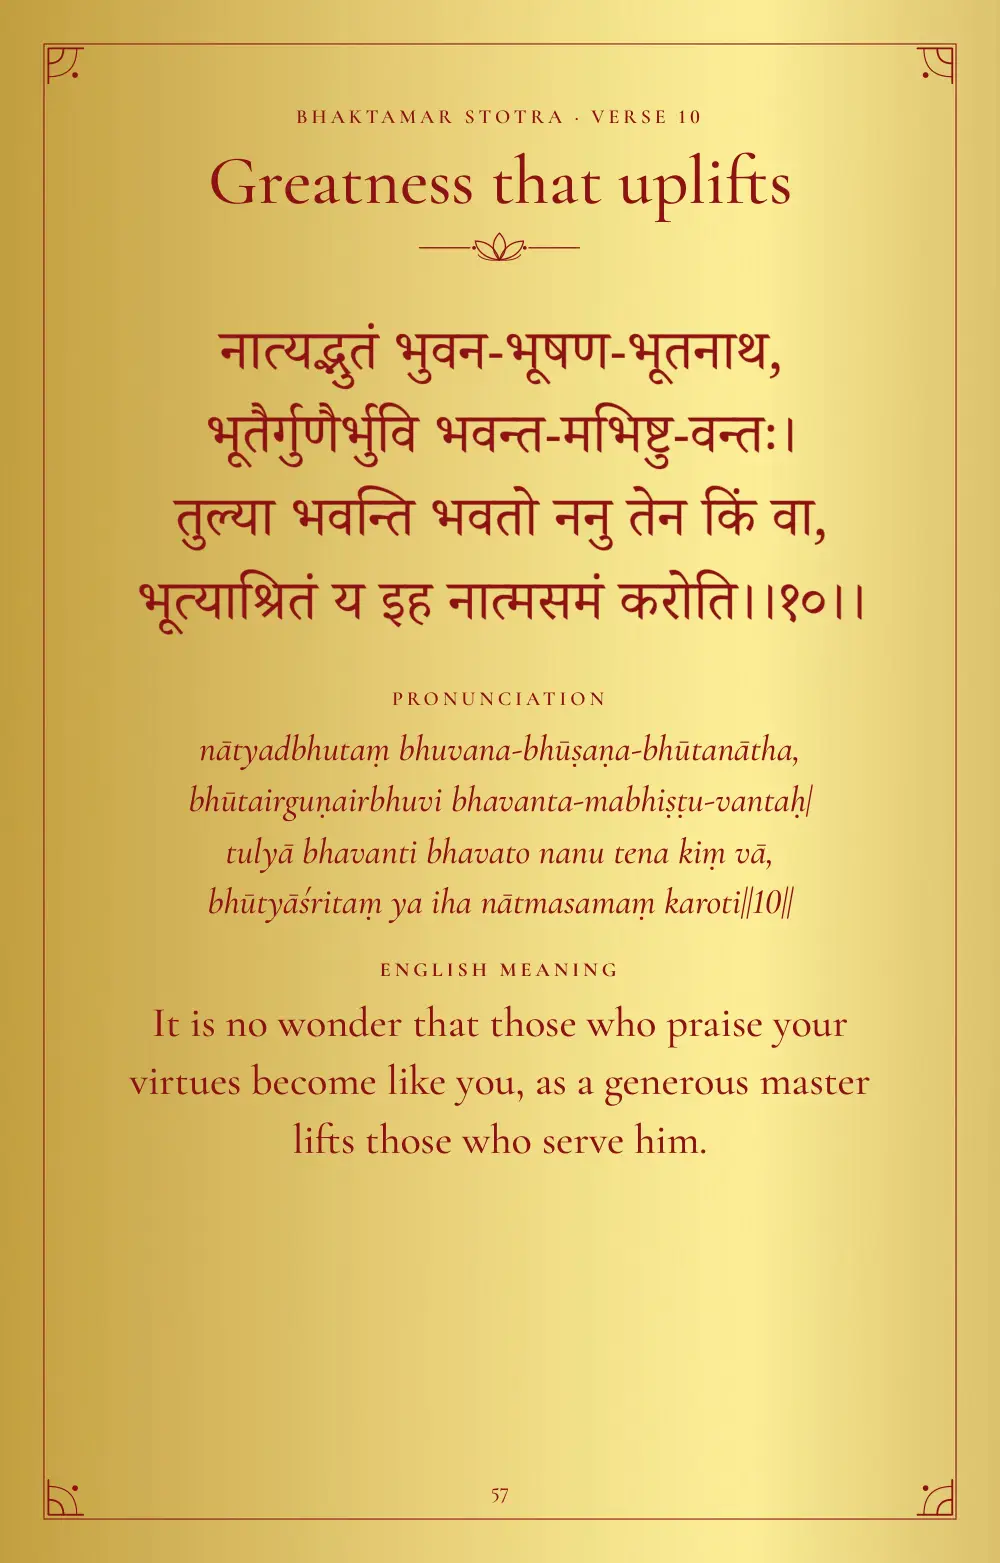 BHAKTAMAR STOTRA · VERSE 10
Greatness that uplifts
नात्यद्भुतं भुवन-भूषण-भूतनाथ,
भूतैर्गुणैर्भुवि भवन्त-मभिष्टु-वन्तः।
तुल्या भवन्ति भवतो ननु तेन किं वा,
भूत्याश्रितं य इह नात्मसमं करोति।।१०।।
PRONUNCIATION
nātyadbhutaṃ bhuvana-bhūṣaṇa-bhūtanātha,
bhūtairguṇairbhuvi bhavanta-mabhiṣṭu-vantaḥ|
tulyā bhavanti bhavato nanu tena kiṃ vā,
bhūtyāśritaṃ ya iha nātmasamaṃ karoti||10||
ENGLISH MEANING
It is no wonder that those who praise your
virtues become like you, as a generous master
lifts those who serve him.
57